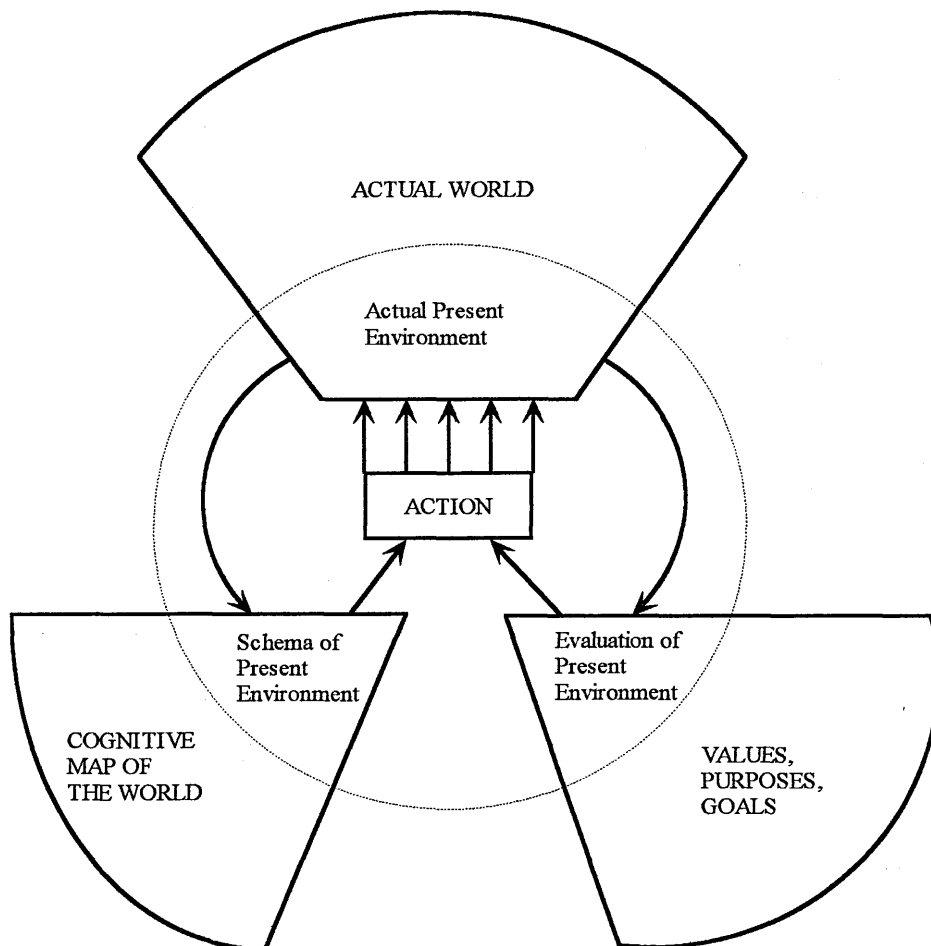 ACTUAL WORLD
Actual Present
Environment
ACTION
Schema of
Present
Environment
Evaluation of
Present
Environment
COGNITIVE
MAP OF
THE WORLD
VALUES,
PURPOSES,
GOALS